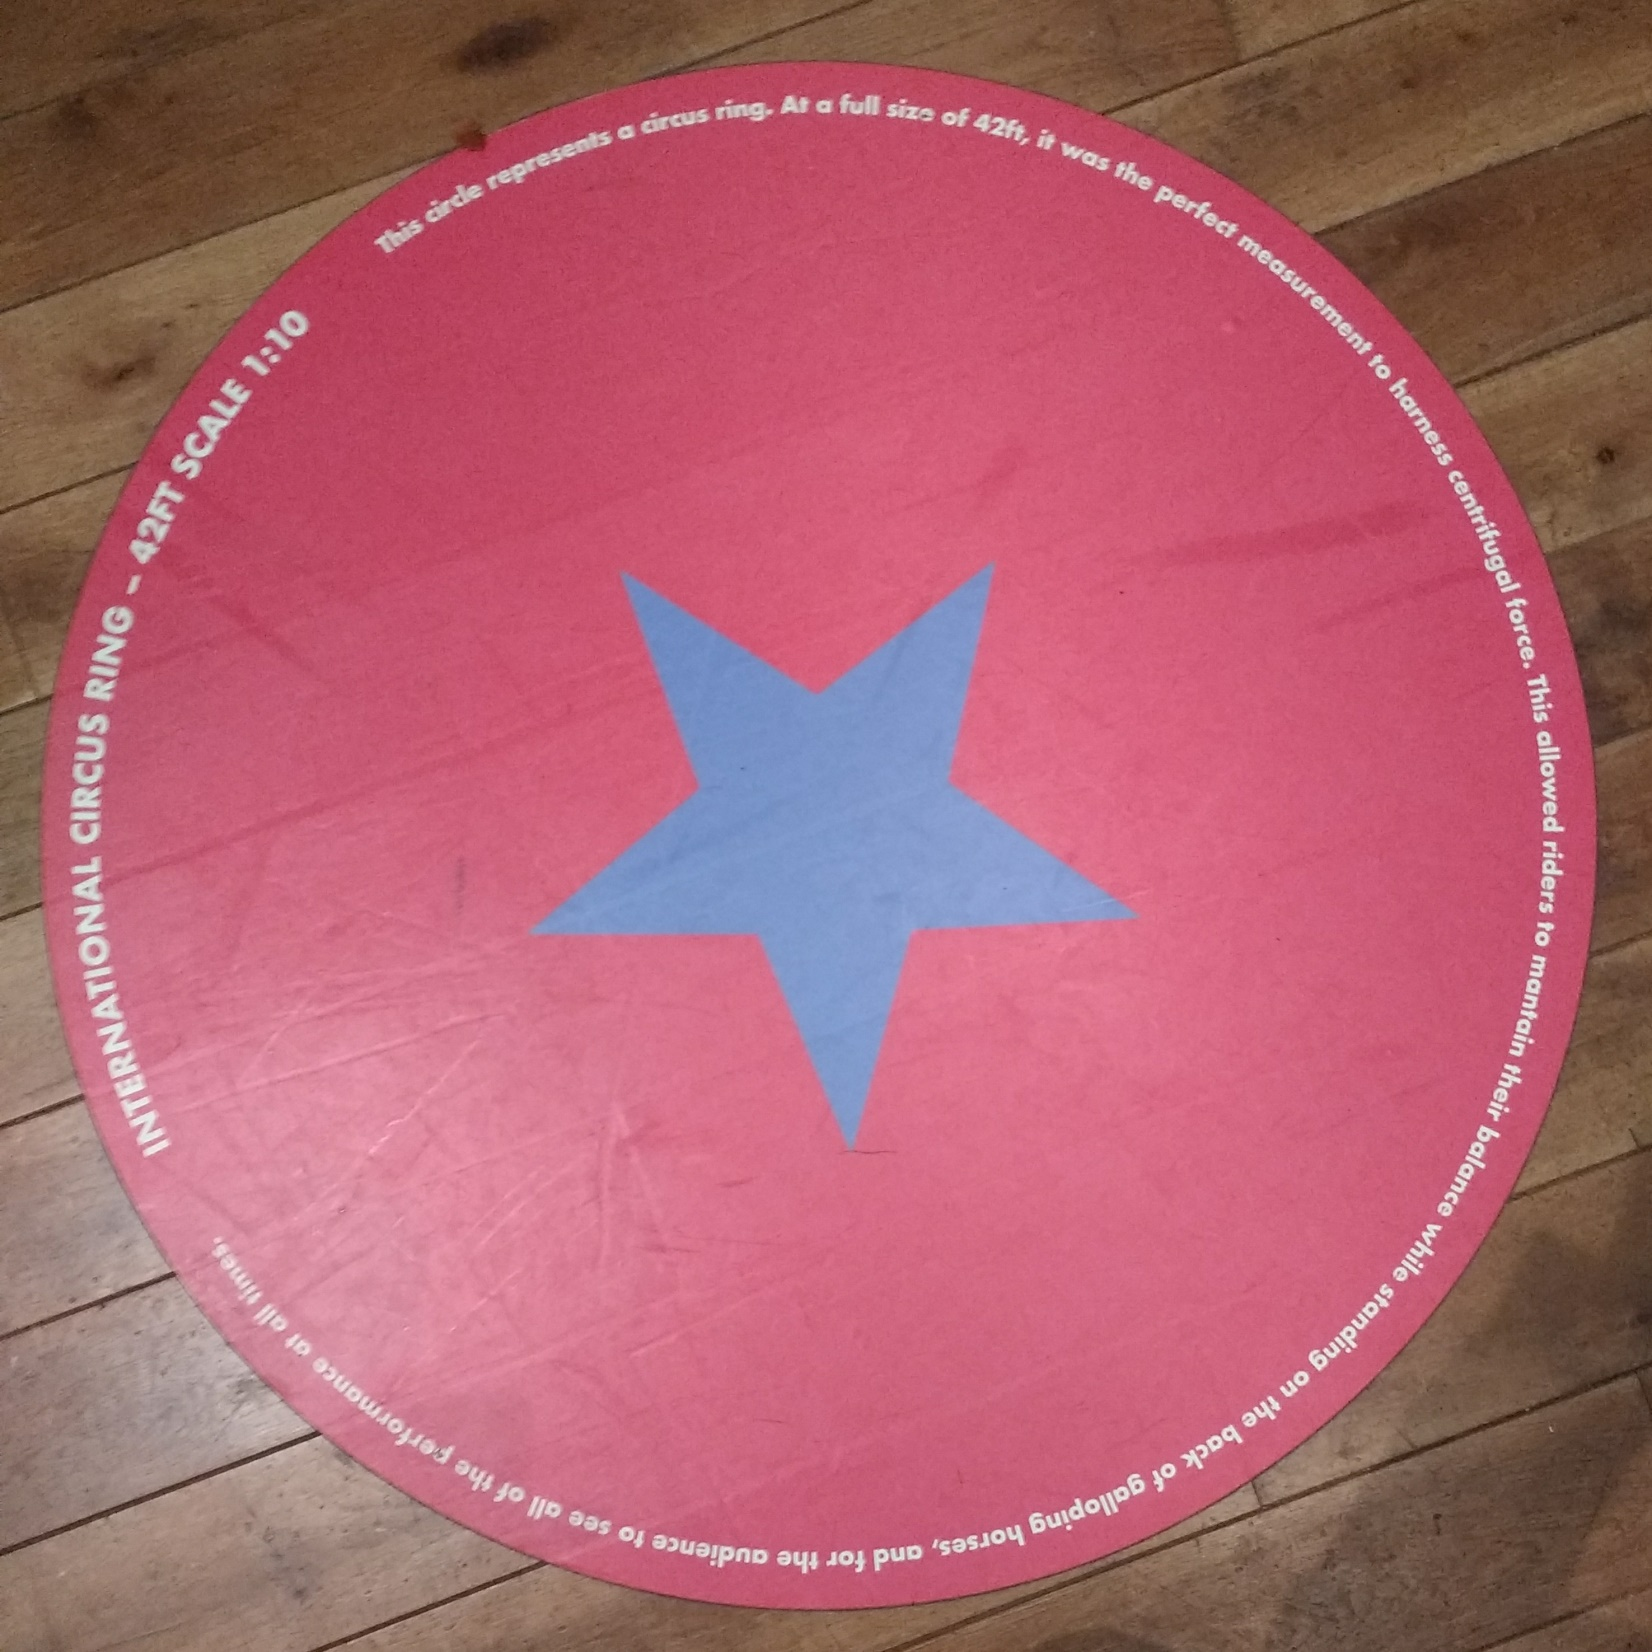 INTERNATIONAL CIRCUS RING – 42FT SCALE 1:10
This circle represents a circus ring. At a full size of 42ft, it was the perfect measurement to harness centrifugal force. This allowed riders to mantain their balance while standing on the back of galloping horses, and for the audience to see all of the performance at all times.